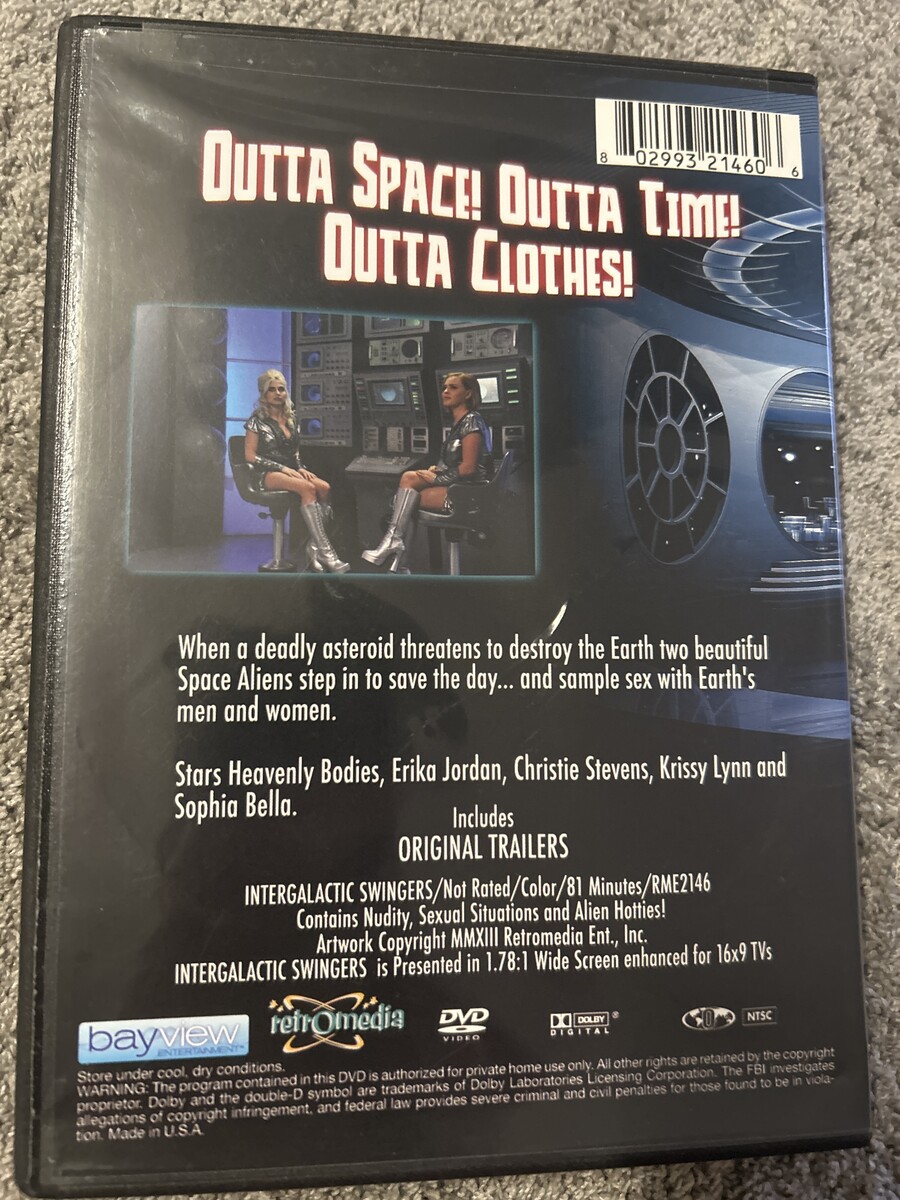 8 02993 21460 6
OUTTA SPACE! OUTTA TIME!
OUTTA CLOTHES!
When a deadly asteroid threatens to destroy the Earth two beautiful
Space Aliens step in to save the day... and sample sex with Earth's
men and women.
Stars Heavenly Bodies, Erika Jordan, Christie Stevens, Krissy Lynn and
Sophia Bella.
Includes
ORIGINAL TRAILERS
INTERGALACTIC SWINGERS/Not Rated/Color/81 Minutes/RME2146
Contains Nudity, Sexual Situations and Alien Hotties!
Artwork Copyright MMXIII Retromedia Ent., Inc.
INTERGALACTIC SWINGERS is Presented in 1.78:1 Wide Screen enhanced for 16x9 TVs
bayview
ENTERTAINMENT™
retromedia
DVD
VIDEO
DOLBY®
DIGITAL
0
NTSC
Store under cool, dry conditions.
WARNING: The program contained in this DVD is authorized for private home use only. All other rights are retained by the copyright
proprietor. Dolby and the double-D symbol are trademarks of Dolby Laboratories Licensing Corporation. The FBI investigates
allegations of copyright infringement, and federal law provides severe criminal and civil penalties for those found to be in viola-
tion. Made in U.S.A.